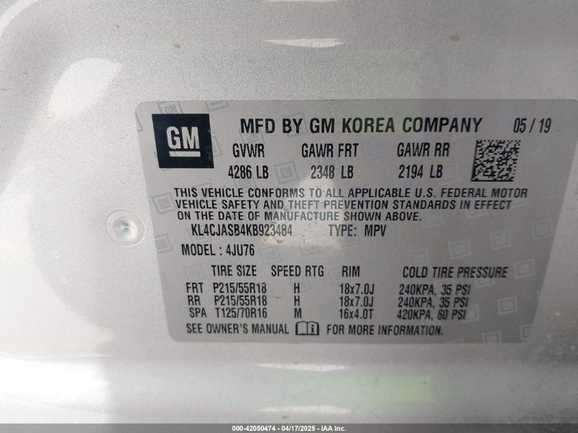 GM
MFD BY GM KOREA COMPANY 05 / 19
GVWR GAWR FRT GAWR RR
4286 LB 2348 LB 2194 LB
THIS VEHICLE CONFORMS TO ALL APPLICABLE U.S. FEDERAL MOTOR
VEHICLE SAFETY AND THEFT PREVENTION STANDARDS IN EFFECT ON
THE DATE OF MANUFACTURE SHOWN ABOVE.
KL4CJASB4KB923484 TYPE: MPV
MODEL : 4JU76
TIRE SIZE SPEED RTG RIM COLD TIRE PRESSURE
FRT P215/55R18 H 18x7.0J 240KPA, 35 PSI
RR P215/55R18 H 18x7.0J 240KPA, 35 PSI
SPA T125/70R16 M 16x4.0T 420KPA, 60 PSI
SEE OWNER'S MANUAL FOR MORE INFORMATION.
000-42050474 - 04/17/2025 - IAA Inc.